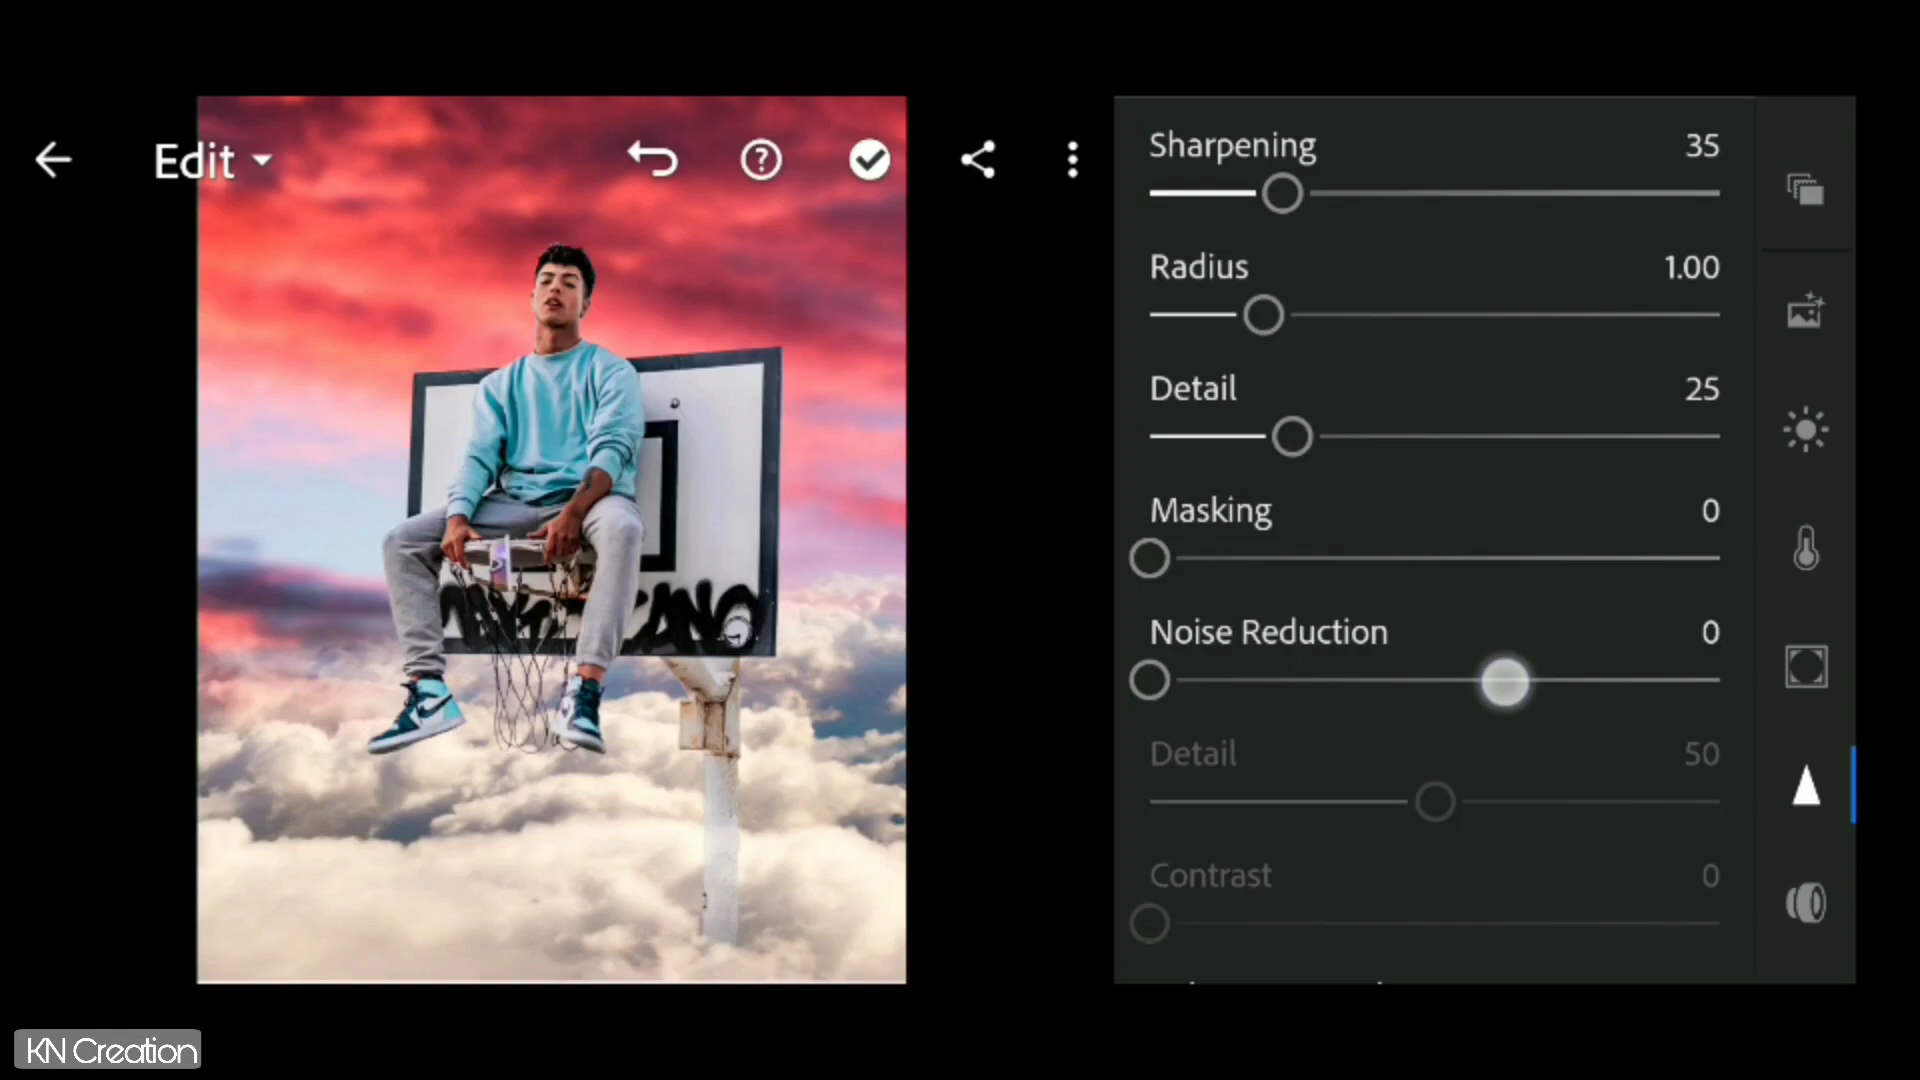 Edit
Sharpening 35
Radius 1.00
Detail 25
Masking 0
Noise Reduction 0
Detail 50
Contrast 0
KN Creation